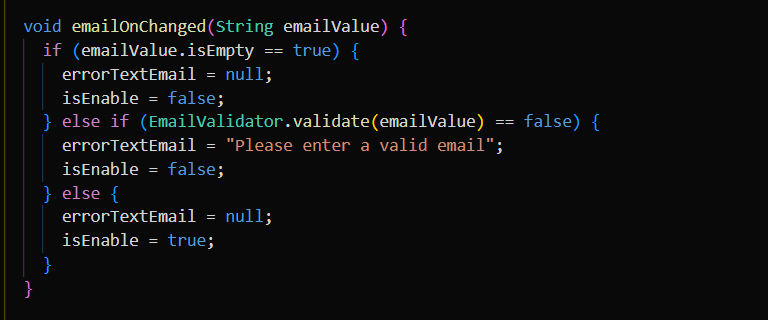 void emailOnChanged(String emailValue) {
  if (emailValue.isEmpty == true) {
    errorTextEmail = null;
    isEnable = false;
  } else if (EmailValidator.validate(emailValue) == false) {
    errorTextEmail = "Please enter a valid email";
    isEnable = false;
  } else {
    errorTextEmail = null;
    isEnable = true;
  }
}